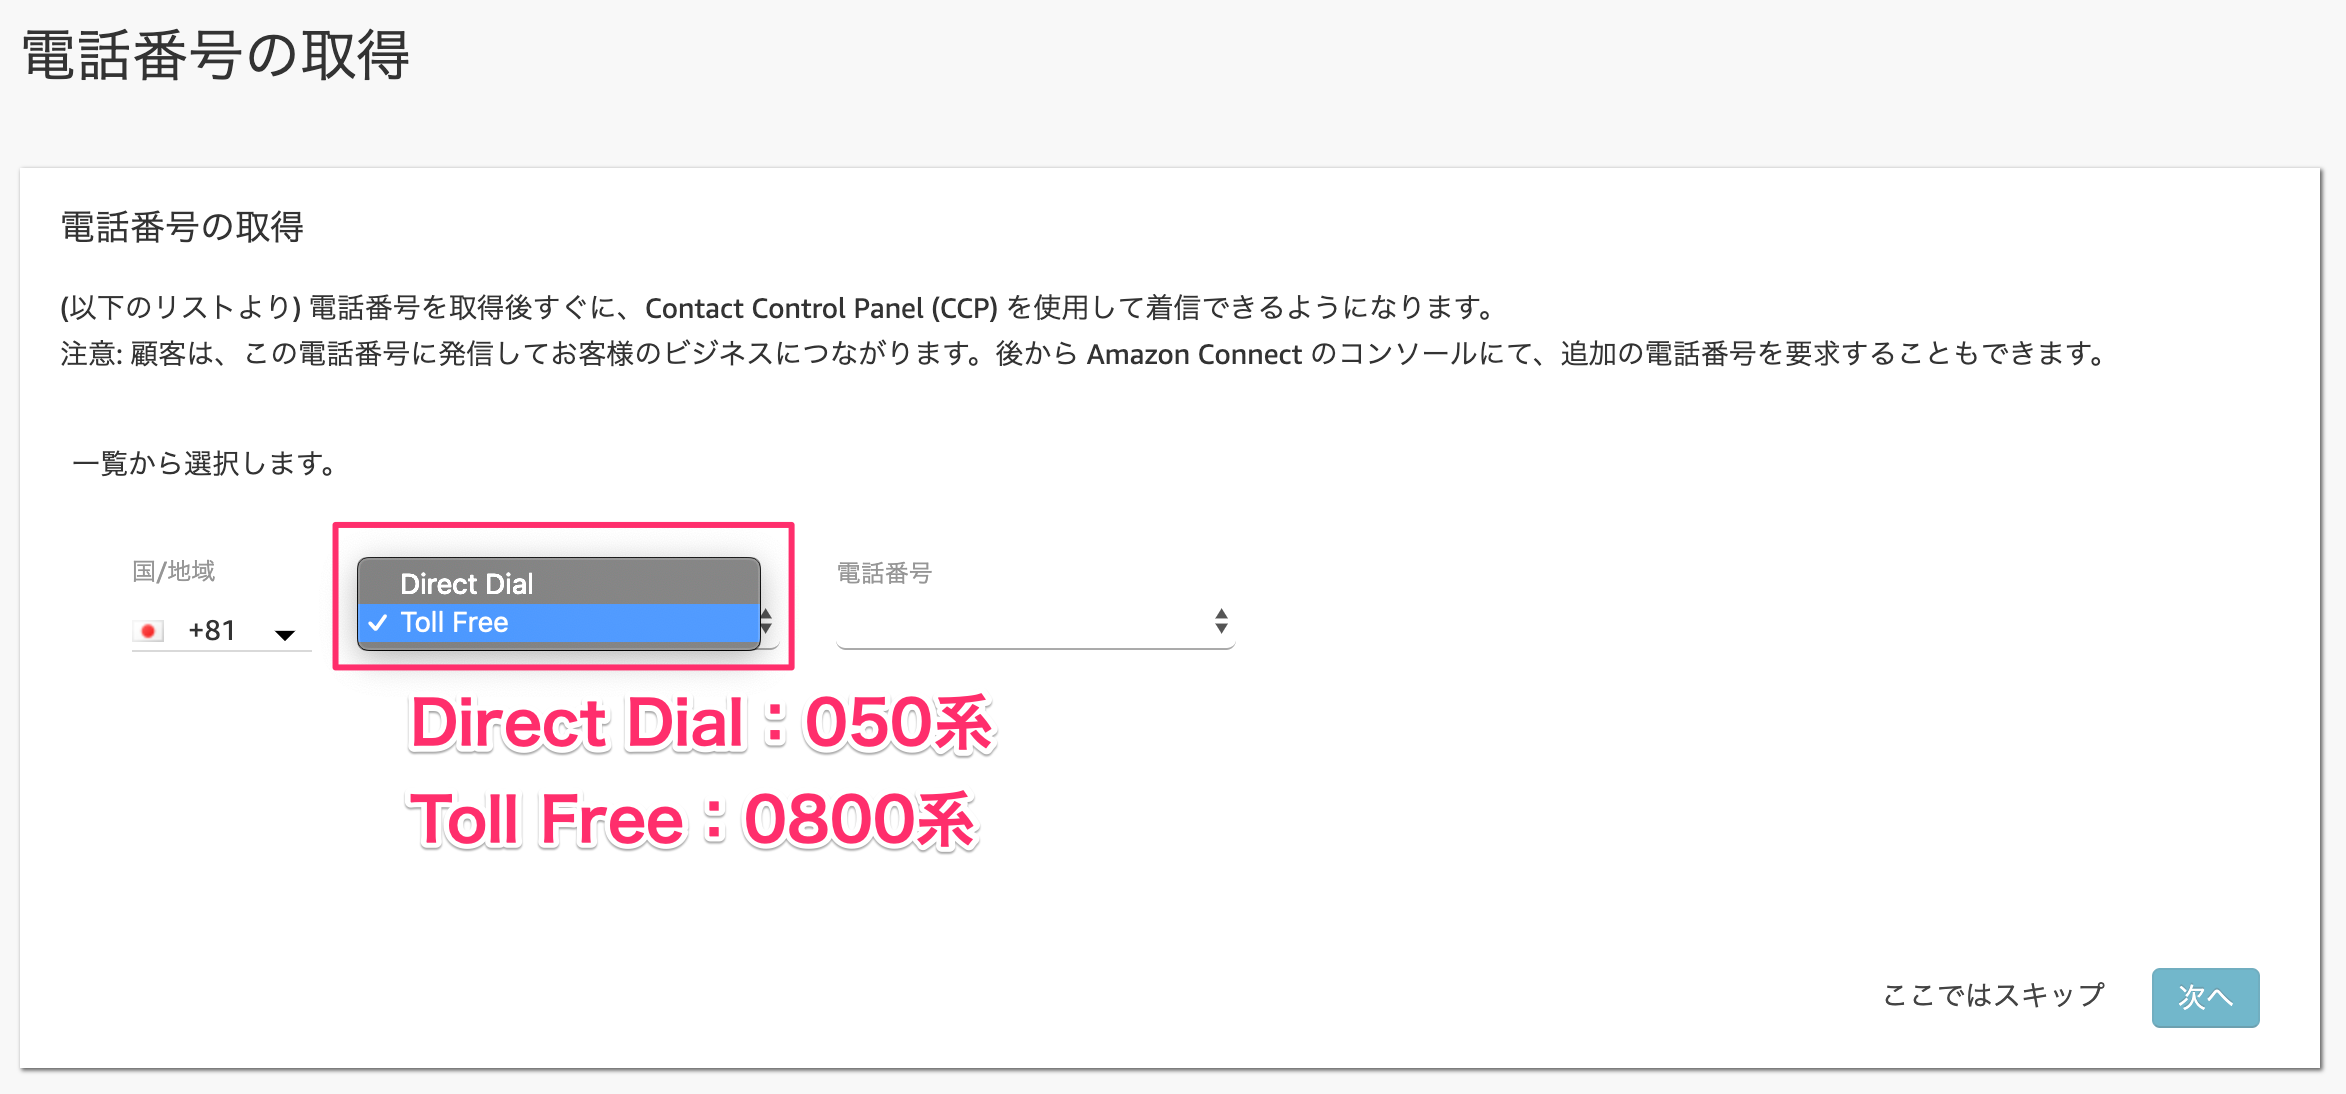 電話番号の取得
電話番号の取得
(以下のリストより) 電話番号を取得後すぐに、Contact Control Panel (CCP) を使用して着信できるようになります。
注意: 顧客は、この電話番号に発信してお客様のビジネスにつながります。後から Amazon Connect のコンソールにて、追加の電話番号を要求することもできます。
一覧から選択します。
国/地域
+81
Direct Dial
✓ Toll Free
電話番号
Direct Dial：050系
Toll Free：0800系
ここではスキップ
次へ